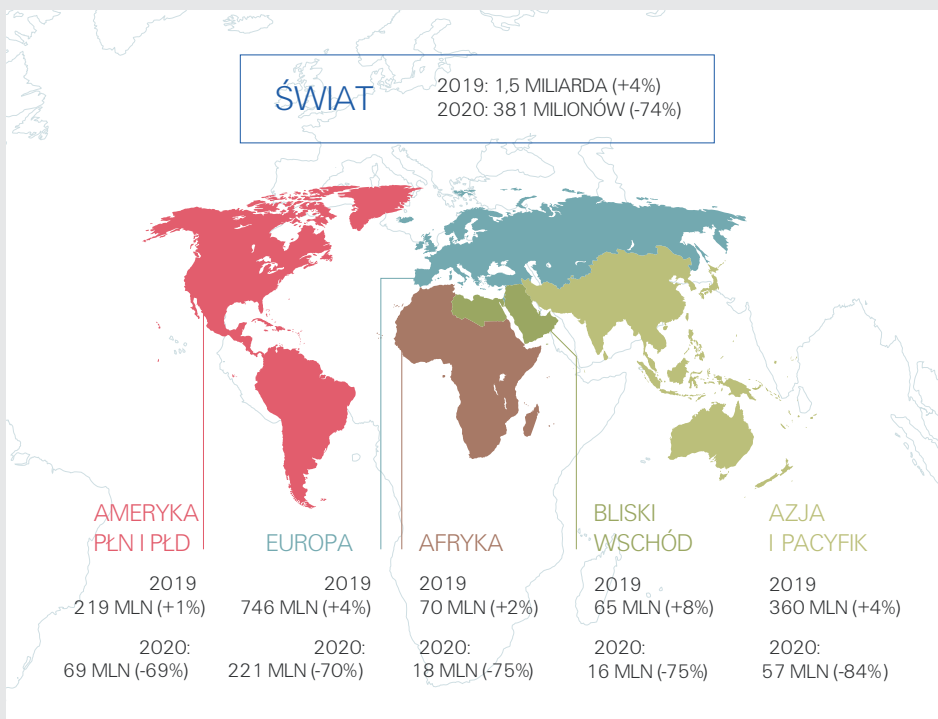 ŚWIAT
2019: 1,5 MILIARDA (+4%)
2020: 381 MILIONÓW (-74%)
AMERYKA
PŁN I PŁD
2019
219 MLN (+1%)
2020:
69 MLN (-69%)
EUROPA
2019
746 MLN (+4%)
2020:
221 MLN (-70%)
AFRYKA
2019
70 MLN (+2%)
2020:
18 MLN (-75%)
BLISKI
WSCHÓD
2019
65 MLN (+8%)
2020:
16 MLN (-75%)
AZJA
I PACYFIK
2019
360 MLN (+4%)
2020:
57 MLN (-84%)